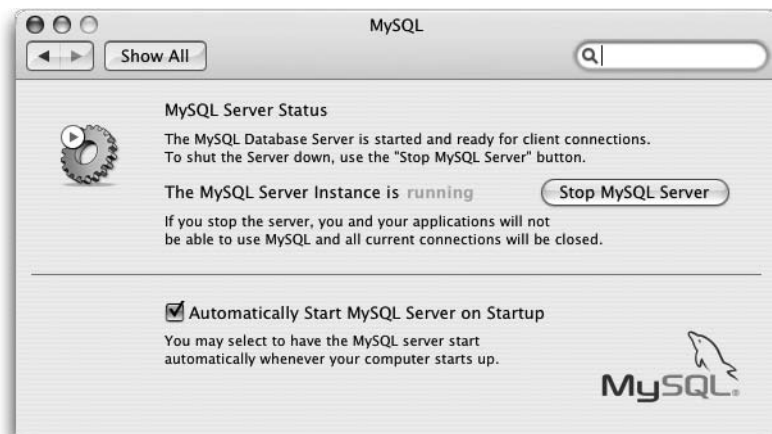 MySQL
Show All
MySQL Server Status
The MySQL Database Server is started and ready for client connections.
To shut the Server down, use the "Stop MySQL Server" button.
The MySQL Server Instance is running
Stop MySQL Server
If you stop the server, you and your applications will not
be able to use MySQL and all current connections will be closed.
Automatically Start MySQL Server on Startup
You may select to have the MySQL server start
automatically whenever your computer starts up.
MySQL.